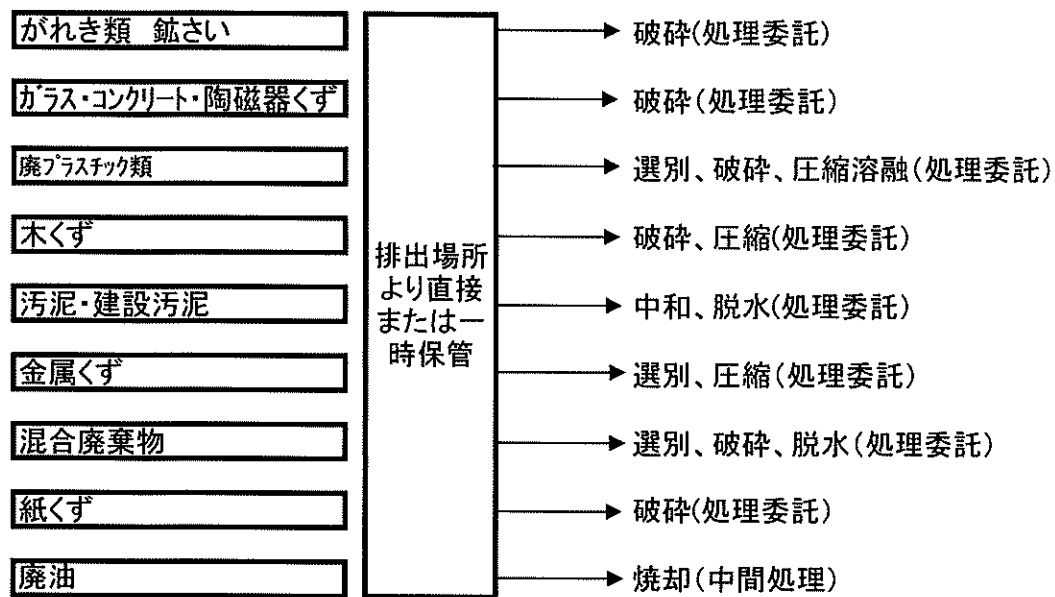 がれき類　鉱さい
破砕(処理委託)
ガラス・コンクリート・陶磁器くず
破砕(処理委託)
廃プラスチック類
選別、破砕、圧縮溶融(処理委託)
木くず
破砕、圧縮(処理委託)
排出場所
より直接
または一
時保管
汚泥・建設汚泥
中和、脱水(処理委託)
金属くず
選別、圧縮(処理委託)
混合廃棄物
選別、破砕、脱水(処理委託)
紙くず
破砕(処理委託)
廃油
焼却(中間処理)